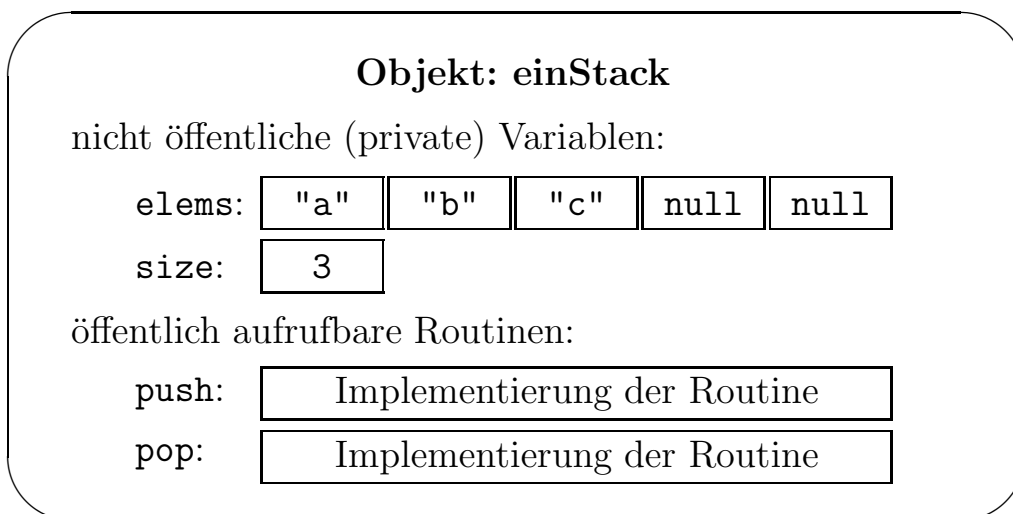 Objekt: einStack
nicht öffentliche (private) Variablen:
elems: "a" "b" "c" null null
size: 3
öffentlich aufrufbare Routinen:
push: Implementierung der Routine
pop: Implementierung der Routine